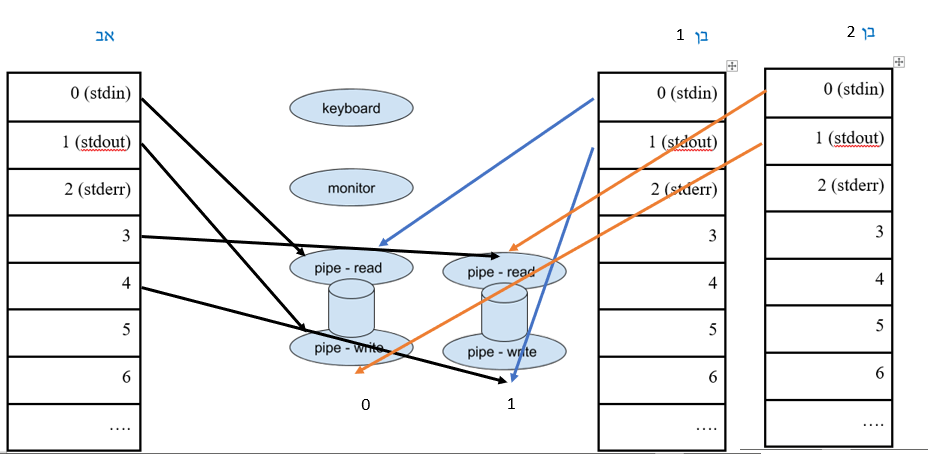 אב
0 (stdin)
1 (stdout)
2 (stderr)
3
4
5
6
....
keyboard
monitor
pipe - read
pipe - write
0
pipe - read
pipe - write
1
בן 1
0 (stdin)
1 (stdout)
2 (stderr)
3
4
5
6
....
בן 2
0 (stdin)
1 (stdout)
2 (stderr)
3
4
5
6
....